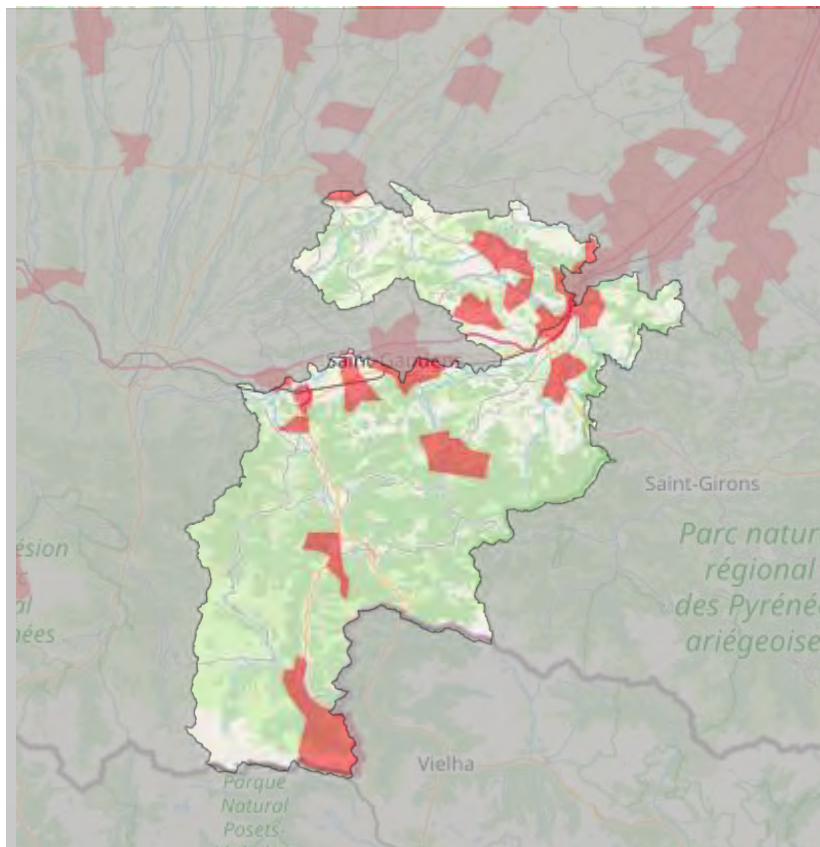 Saint-Gaudens
Saint-Girons
ésion
al
nées
Parc natur
régional
des Pyréné
ariégeoise
Vielha
Parque
Natural
Posets-